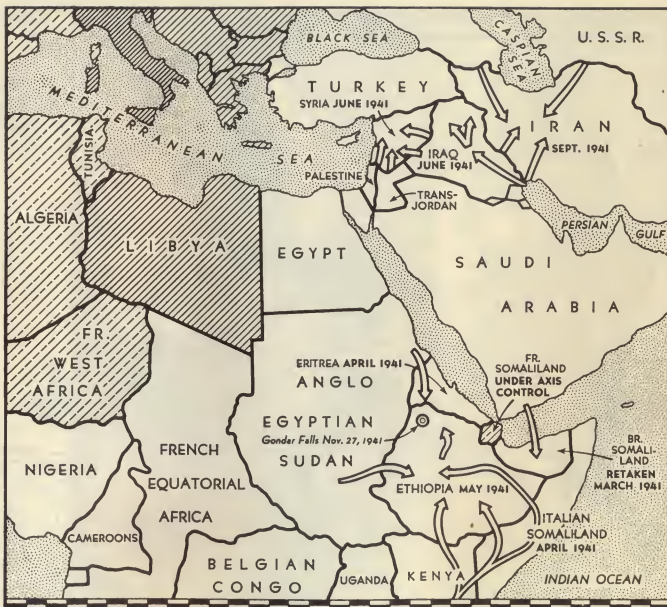 BLACK SEA
CASPIAN
SEA
U. S. S. R.
TURKEY
SYRIA JUNE 1941
MEDITERRANEAN
SEA
IRAN
SEPT. 1941
IRAQ
JUNE 1941
PALESTINE
TRANS-
JORDAN
TUNISIA
ALGERIA
LIBYA
EGYPT
PERSIAN
GULF
SAUDI
ARABIA
FR.
WEST
AFRICA
ERITREA APRIL 1941
ANGLO
EGYPTIAN
Gonder Falls Nov. 27, 1941
SUDAN
FR.
SOMALILAND
UNDER AXIS
CONTROL
BR.
SOMALI-
LAND
RETAKEN
MARCH 1941
NIGERIA
FRENCH
EQUATORIAL
AFRICA
CAMEROONS
ETHIOPIA MAY 1941
ITALIAN
SOMALILAND
APRIL 1941
BELGIAN
CONGO
UGANDA
KENYA
INDIAN OCEAN